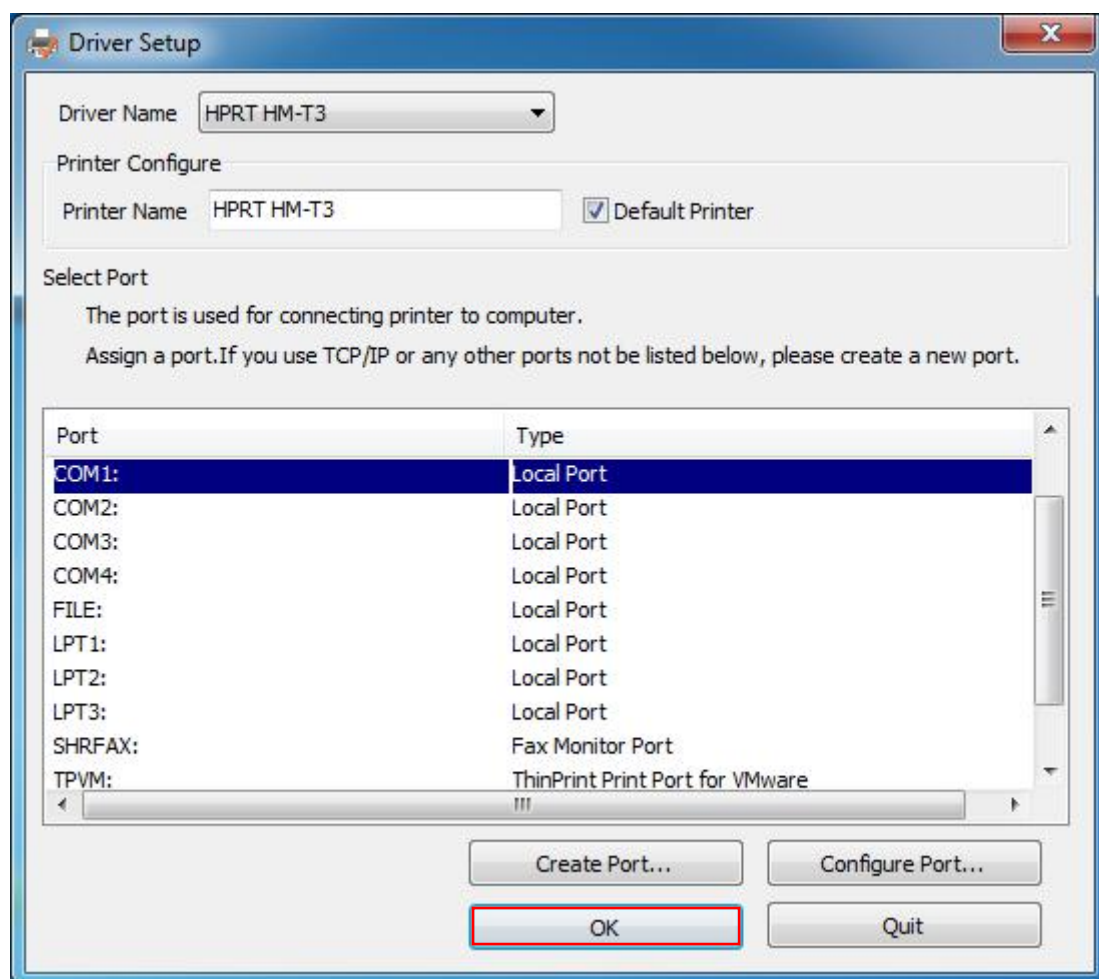 Driver Setup
Driver Name HPRT HM-T3
Printer Configure
Printer Name HPRT HM-T3 Default Printer
Select Port
The port is used for connecting printer to computer.
Assign a port.If you use TCP/IP or any other ports not be listed below, please create a new port.
Port Type
COM1: Local Port
COM2: Local Port
COM3: Local Port
COM4: Local Port
FILE: Local Port
LPT1: Local Port
LPT2: Local Port
LPT3: Local Port
SHRFAX: Fax Monitor Port
TPVM: ThinPrint Print Port for VMware
Create Port... Configure Port...
OK Quit